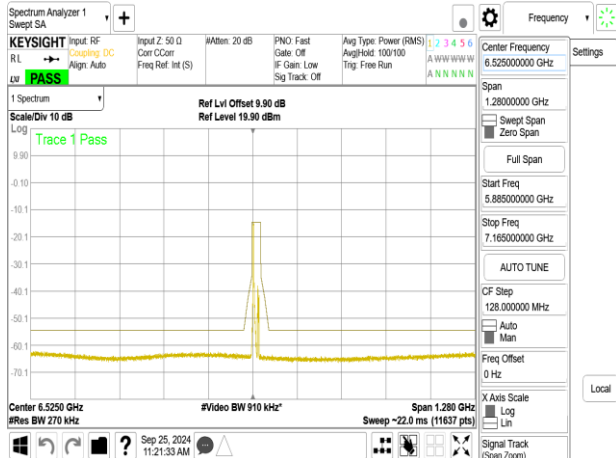 Spectrum Analyzer 1
Swept SA
+
Frequency
KEYSIGHT
RL
LXI
PASS
Input: RF
Coupling: DC
Align: Auto
Input Z: 50 Ω
Corr CCorr
Freq Ref: Int (S)
#Atten: 20 dB
PNO: Fast
Gate: Off
IF Gain: Low
Sig Track: Off
Avg Type: Power (RMS)
Avg|Hold: 100/100
Trig: Free Run
1 2 3 4 5 6
A W W W W W
A N N N N N
1 Spectrum
Scale/Div 10 dB
Ref Lvl Offset 9.90 dB
Ref Level 19.90 dBm
Log
Trace 1 Pass
9.90
-0.10
-10.1
-20.1
-30.1
-40.1
-50.1
-60.1
-70.1
Center 6.5250 GHz
#Res BW 270 kHz
#Video BW 910 kHz*
Span 1.280 GHz
Sweep ~22.0 ms (11637 pts)
Sep 25, 2024
11:21:33 AM
Center Frequency
6.525000000 GHz
Span
1.28000000 GHz
Swept Span
Zero Span
Full Span
Start Freq
5.885000000 GHz
Stop Freq
7.165000000 GHz
AUTO TUNE
CF Step
128.000000 MHz
Auto
Man
Freq Offset
0 Hz
X Axis Scale
Log
Lin
Signal Track
(Span Zoom)
Settings
Local